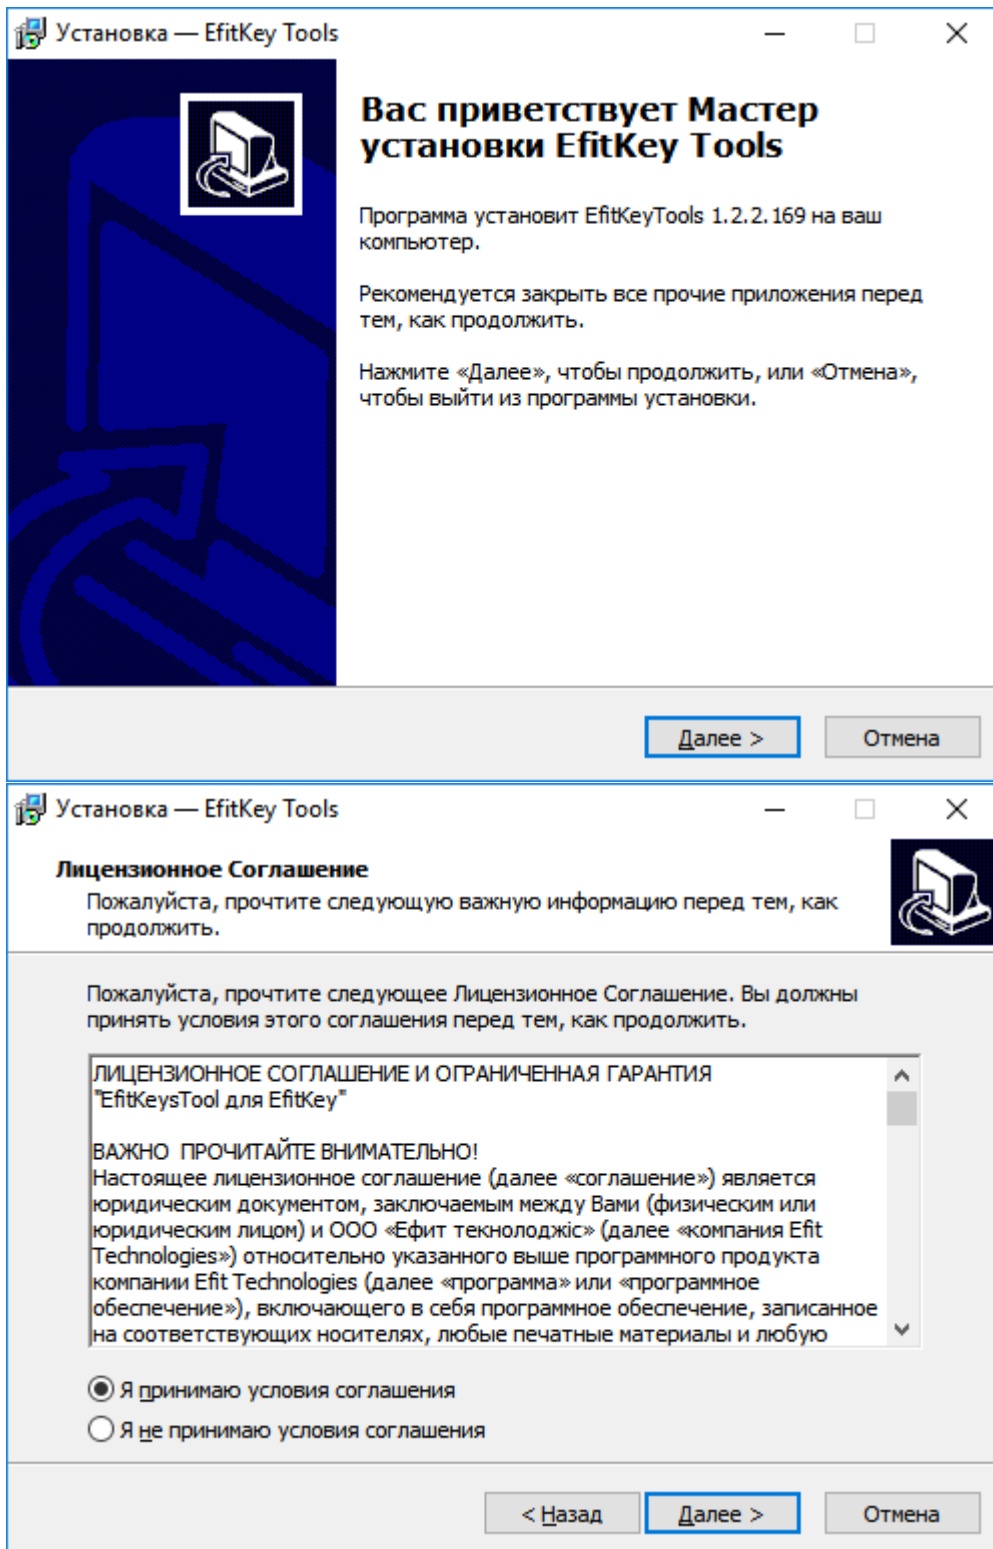 Установка — EfitKey Tools
Вас приветствует Мастер
установки EfitKey Tools
Программа установит EfitKeyTools 1.2.2.169 на ваш
компьютер.
Рекомендуется закрыть все прочие приложения перед
тем, как продолжить.
Нажмите «Далее», чтобы продолжить, или «Отмена»,
чтобы выйти из программы установки.
Далее >
Отмена
Установка — EfitKey Tools
Лицензионное Соглашение
Пожалуйста, прочтите следующую важную информацию перед тем, как
продолжить.
Пожалуйста, прочтите следующее Лицензионное Соглашение. Вы должны
принять условия этого соглашения перед тем, как продолжить.
ЛИЦЕНЗИОННОЕ СОГЛАШЕНИЕ И ОГРАНИЧЕННАЯ ГАРАНТИЯ
"EfitKeysTool для EfitKey"
ВАЖНО  ПРОЧИТАЙТЕ ВНИМАТЕЛЬНО!
Настоящее лицензионное соглашение (далее «соглашение») является
юридическим документом, заключаемым между Вами (физическим или
юридическим лицом) и ООО «Ефит текнолоджіс» (далее «компания Efit
Technologies») относительно указанного выше программного продукта
компании Efit Technologies (далее «программа» или «программное
обеспечение»), включающего в себя программное обеспечение, записанное
на соответствующих носителях, любые печатные материалы и любую
Я принимаю условия соглашения
Я не принимаю условия соглашения
< Назад
Далее >
Отмена